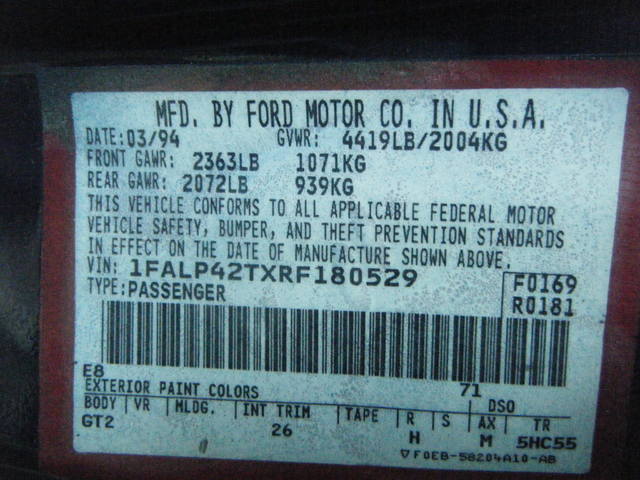 MFD. BY FORD MOTOR CO. IN U.S.A.
DATE: 03/94 GVWR: 4419LB/2004KG
FRONT GAWR: 2363LB 1071KG
REAR GAWR: 2072LB 939KG
THIS VEHICLE CONFORMS TO ALL APPLICABLE FEDERAL MOTOR
VEHICLE SAFETY, BUMPER, AND THEFT PREVENTION STANDARDS
IN EFFECT ON THE DATE OF MANUFACTURE SHOWN ABOVE.
VIN: 1FALP42TXRF180529 F0169
TYPE: PASSENGER R0181
E8 71
EXTERIOR PAINT COLORS DSO
BODY VR MLDG. INT TRIM TAPE R S AX TR
GT2 26 H M 5HC55
▽ F0EB-58204A10-AB